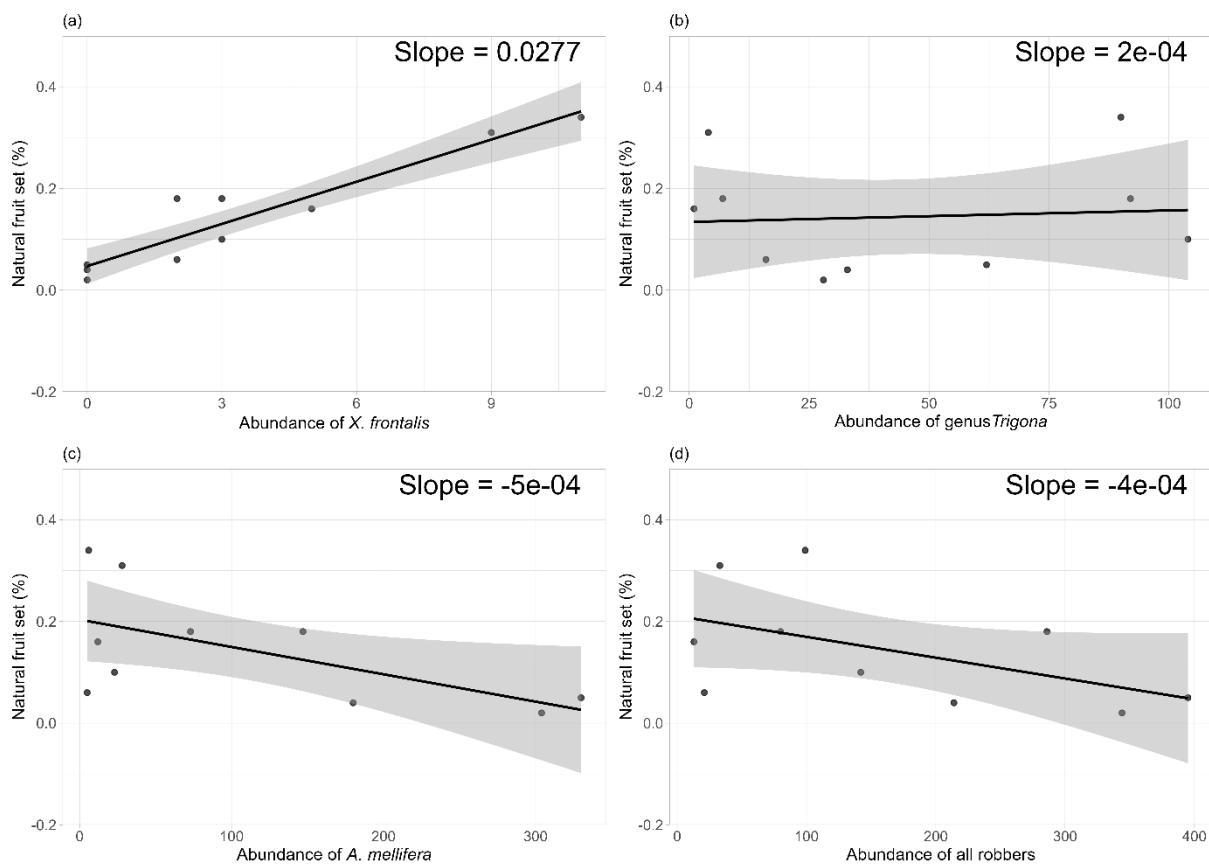 (a)
Slope = 0.0277
Natural fruit set (%)
0.4
0.2
0.0
-0.2
0
3
6
9
Abundance of X. frontalis
(b)
Slope = 2e-04
Natural fruit set (%)
0.4
0.2
0.0
-0.2
0
25
50
75
100
Abundance of genusTrigona
(c)
Slope = -5e-04
Natural fruit set (%)
0.4
0.2
0.0
-0.2
0
100
200
300
Abundance of A. mellifera
(d)
Slope = -4e-04
Natural fruit set (%)
0.4
0.2
0.0
-0.2
0
100
200
300
400
Abundance of all robbers